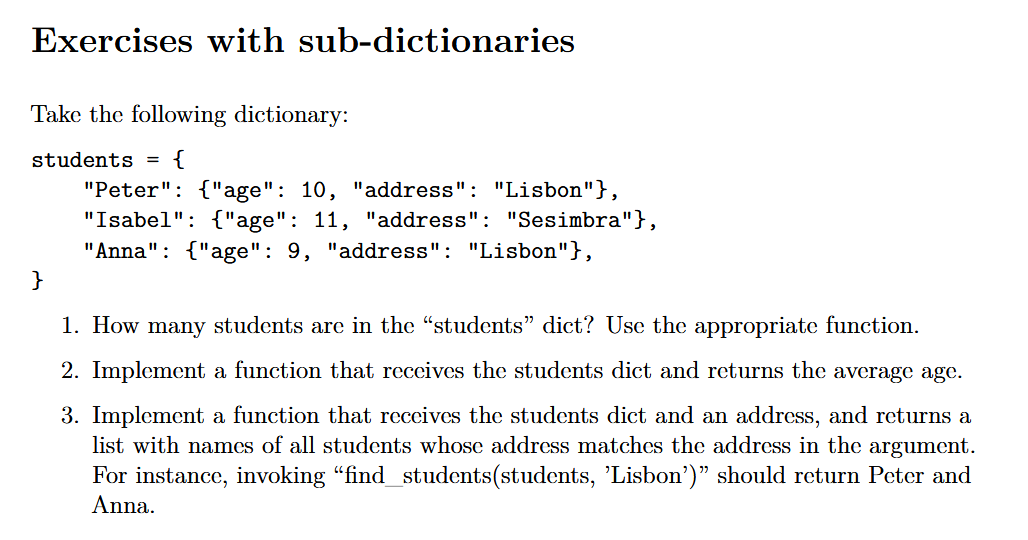 Exercises with sub-dictionaries
Take the following dictionary:
students = {
    "Peter": {"age": 10, "address": "Lisbon"},
    "Isabel": {"age": 11, "address": "Sesimbra"},
    "Anna": {"age": 9, "address": "Lisbon"},
}
1. How many students are in the “students” dict? Use the appropriate function.
2. Implement a function that receives the students dict and returns the average age.
3. Implement a function that receives the students dict and an address, and returns a
list with names of all students whose address matches the address in the argument.
For instance, invoking “find_students(students, ’Lisbon’)” should return Peter and
Anna.